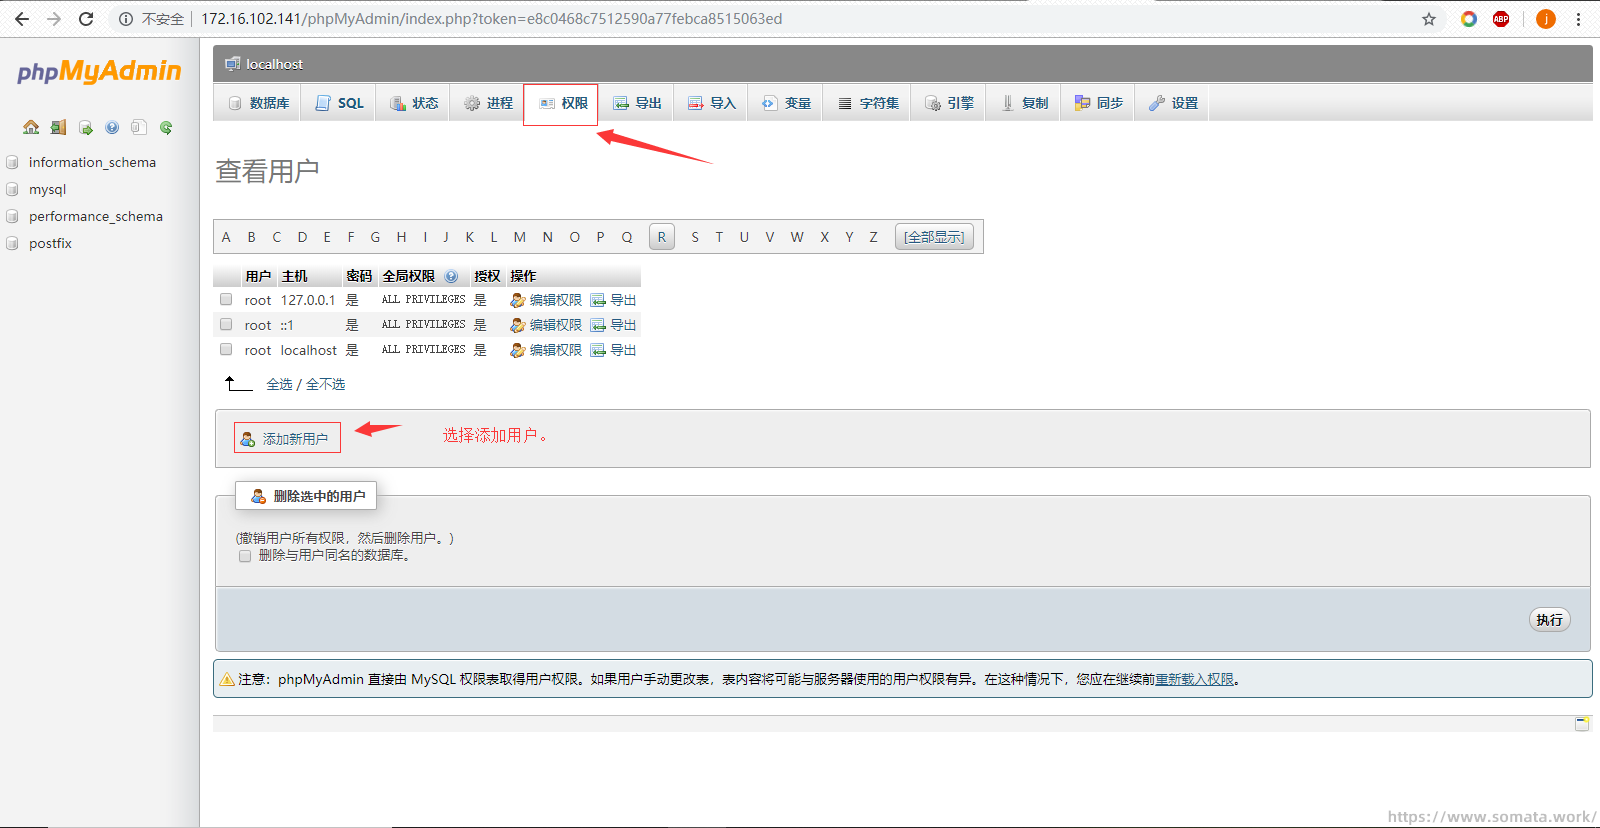 不安全 172.16.102.141/phpMyAdmin/index.php?token=e8c0468c7512590a77febca8515063ed ABP j
phpMyAdmin
information_schema
mysql
performance_schema
postfix
localhost
数据库 SQL 状态 进程 权限 导出 导入 变量 字符集 引擎 复制 同步 设置
查看用户
A B C D E F G H I J K L M N O P Q R S T U V W X Y Z [全部显示]
用户 主机 密码 全局权限 授权 操作
root 127.0.0.1 是 ALL PRIVILEGES 是 编辑权限 导出
root ::1 是 ALL PRIVILEGES 是 编辑权限 导出
root localhost 是 ALL PRIVILEGES 是 编辑权限 导出
全选 / 全不选
添加新用户 选择添加用户。
删除选中的用户
(撤销用户所有权限，然后删除用户。)
删除与用户同名的数据库。
执行
注意：phpMyAdmin 直接由 MySQL 权限表取得用户权限。如果用户手动更改表，表内容将可能与服务器使用的用户权限有异。在这种情况下，您应在继续前重新载入权限。
https://www.somata.work/